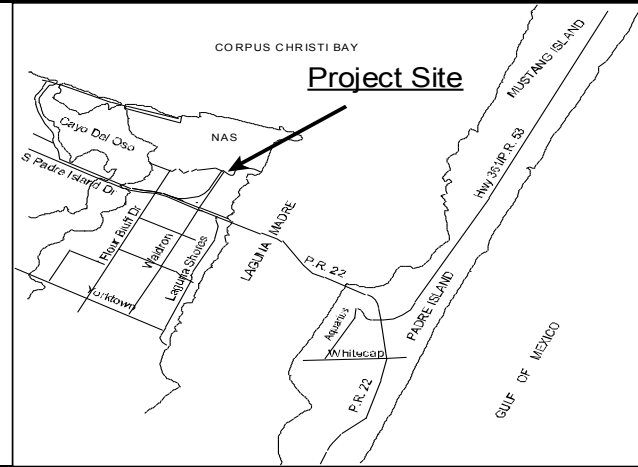 CORPUS CHRISTI BAY
Project Site
MUSTANG ISLAND
Cayo Del Oso
NAS
S Padre Island Dr
Hwy 361/P.R. 53
Flour Bluff Dr
Waldron
Laguna Shores
LAGUNA MADRE
P.R. 22
Yorktown
Aquarius
PADRE ISLAND
Whitecap
P.R. 22
GULF OF MEXICO